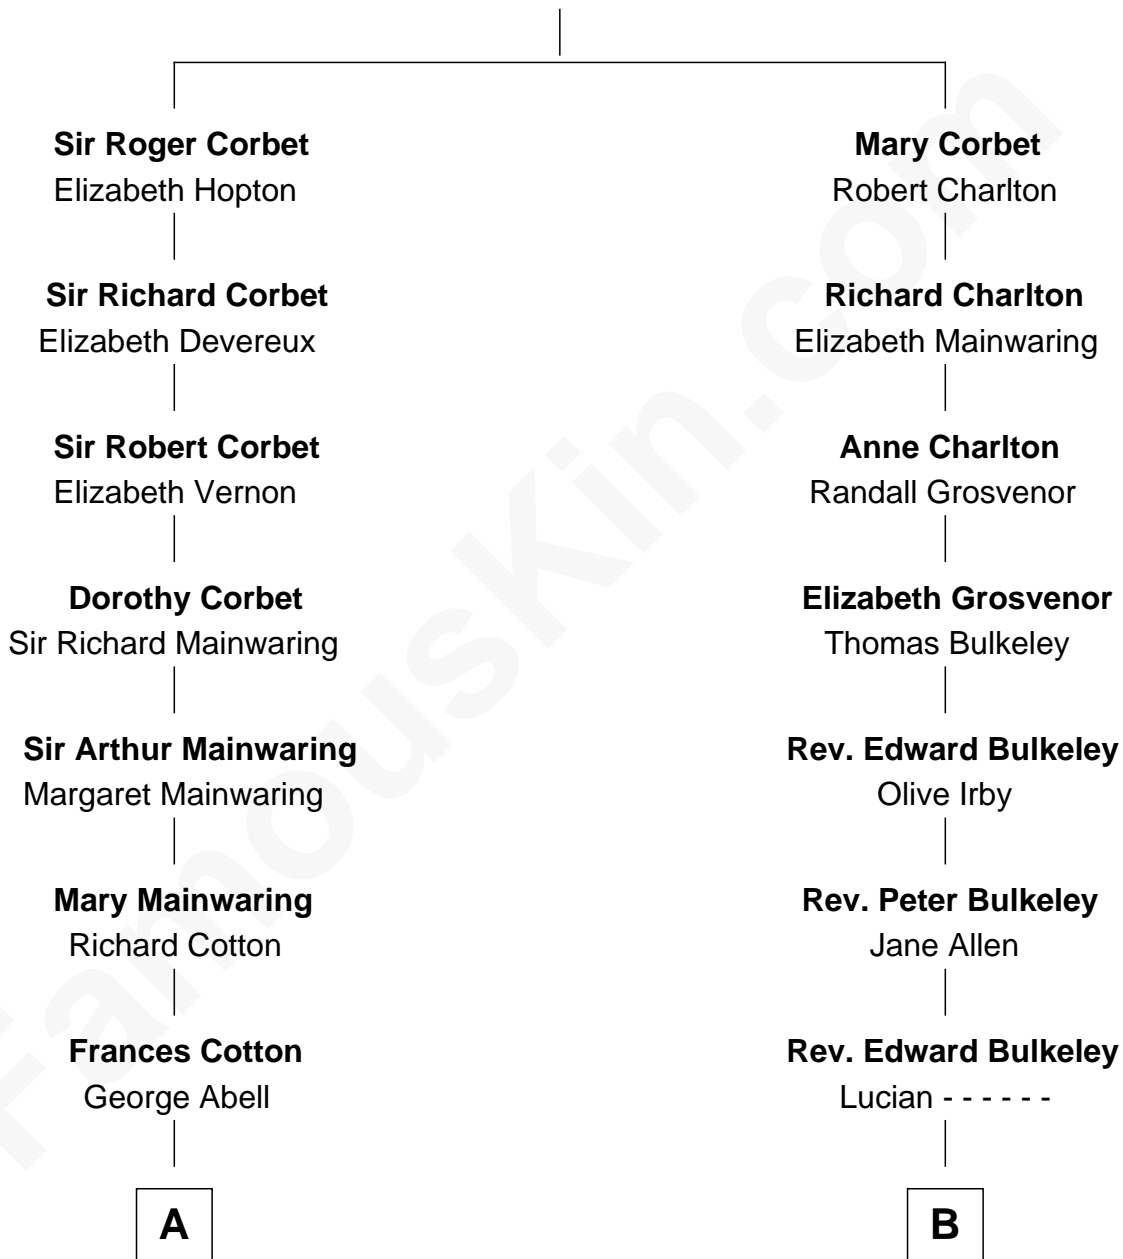 Sir Roger Corbet
Elizabeth Hopton
Sir Richard Corbet
Elizabeth Devereux
Sir Robert Corbet
Elizabeth Vernon
Dorothy Corbet
Sir Richard Mainwaring
Sir Arthur Mainwaring
Margaret Mainwaring
Mary Mainwaring
Richard Cotton
Frances Cotton
George Abell
A
Mary Corbet
Robert Charlton
Richard Charlton
Elizabeth Mainwaring
Anne Charlton
Randall Grosvenor
Elizabeth Grosvenor
Thomas Bulkeley
Rev. Edward Bulkeley
Olive Irby
Rev. Peter Bulkeley
Jane Allen
Rev. Edward Bulkeley
Lucian - - - - - -
B
FamousKin.com